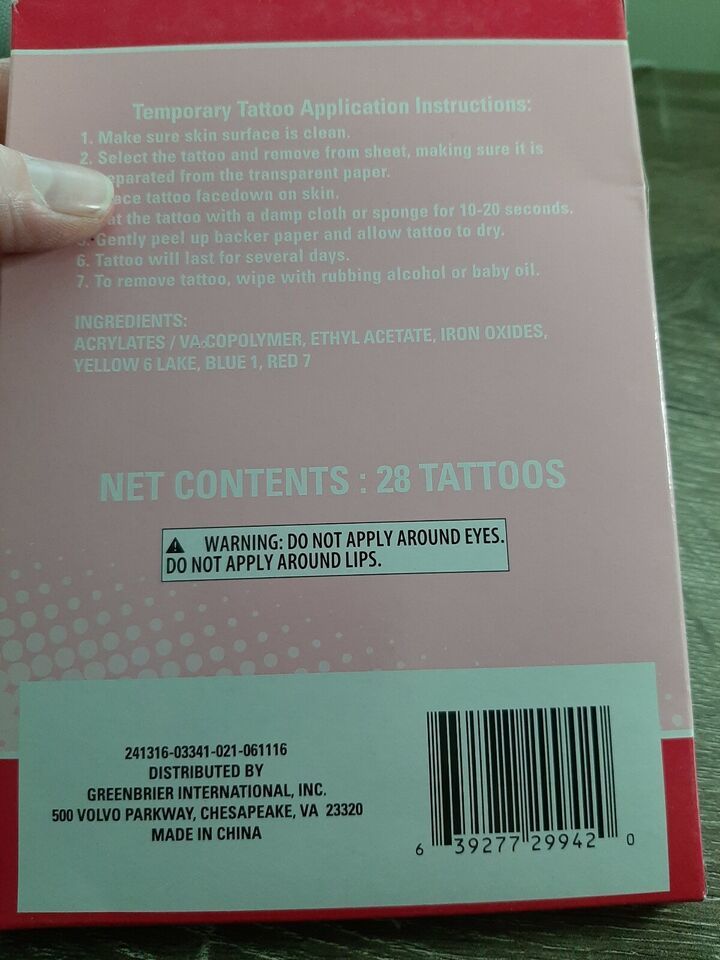 Temporary Tattoo Application Instructions:
1. Make sure skin surface is clean.
2. Select the tattoo and remove from sheet, making sure it is
eparated from the transparent paper.
ace tattoo facedown on skin.
at the tattoo with a damp cloth or sponge for 10-20 seconds.
5. Gently peel up backer paper and allow tattoo to dry.
6. Tattoo will last for several days.
7. To remove tattoo, wipe with rubbing alcohol or baby oil.
INGREDIENTS:
ACRYLATES / VA COPOLYMER, ETHYL ACETATE, IRON OXIDES,
YELLOW 6 LAKE, BLUE 1, RED 7
NET CONTENTS : 28 TATTOOS
WARNING: DO NOT APPLY AROUND EYES.
DO NOT APPLY AROUND LIPS.
241316-03341-021-061116
DISTRIBUTED BY
GREENBRIER INTERNATIONAL, INC.
500 VOLVO PARKWAY, CHESAPEAKE, VA 23320
MADE IN CHINA
6 39277 29942 0